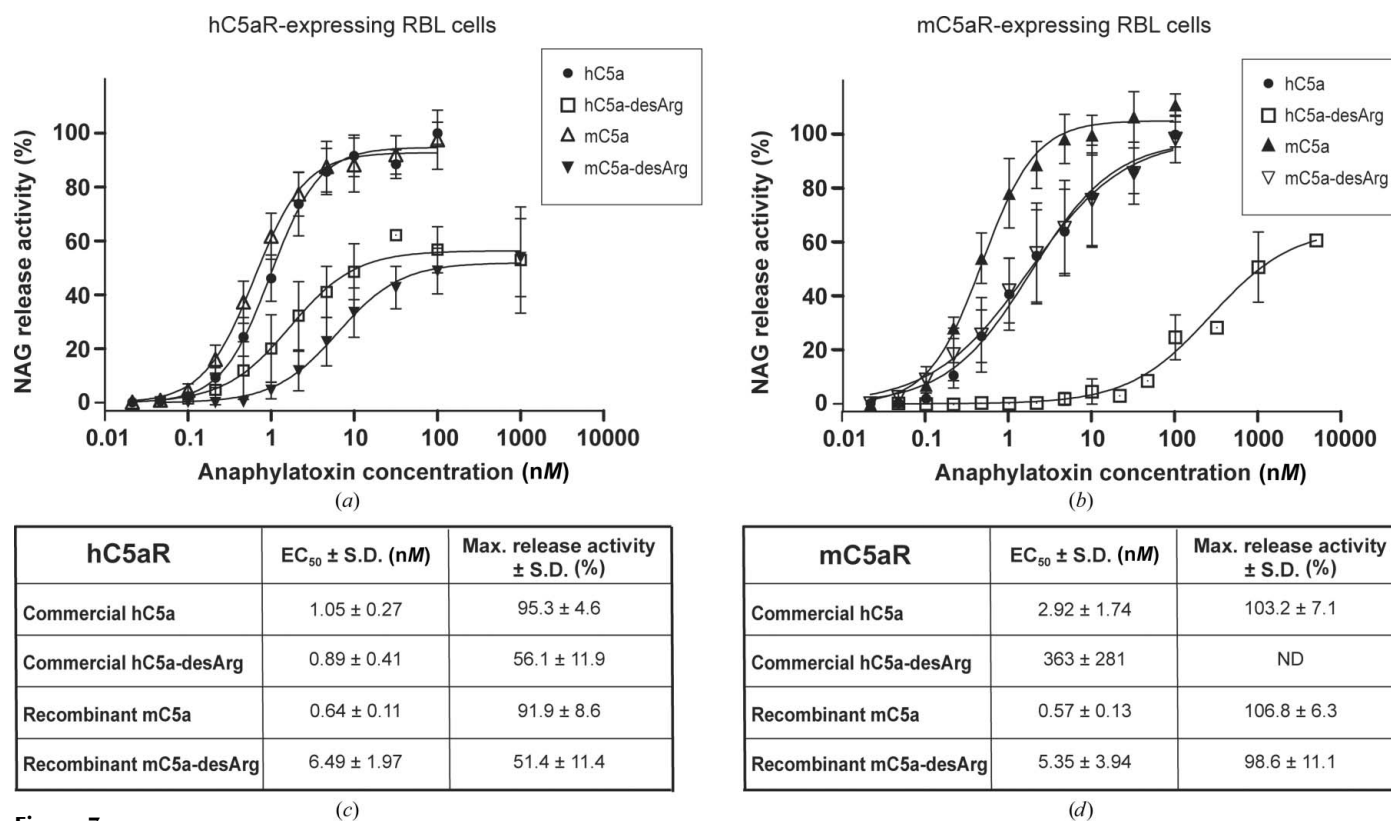 hC5aR-expressing RBL cells
hC5a
hC5a-desArg
mC5a
mC5a-desArg
NAG release activity (%)
100
80
60
40
20
0
0.01 0.1 1 10 100 1000 10000
Anaphylatoxin concentration (nM)
(a)
mC5aR-expressing RBL cells
hC5a
hC5a-desArg
mC5a
mC5a-desArg
NAG release activity (%)
100
80
60
40
20
0
0.01 0.1 1 10 100 1000 10000
Anaphylatoxin concentration (nM)
(b)
hC5aR EC50 ± S.D. (nM) Max. release activity
± S.D. (%)
Commercial hC5a 1.05 ± 0.27 95.3 ± 4.6
Commercial hC5a-desArg 0.89 ± 0.41 56.1 ± 11.9
Recombinant mC5a 0.64 ± 0.11 91.9 ± 8.6
Recombinant mC5a-desArg 6.49 ± 1.97 51.4 ± 11.4
(c)
mC5aR EC50 ± S.D. (nM) Max. release activity
± S.D. (%)
Commercial hC5a 2.92 ± 1.74 103.2 ± 7.1
Commercial hC5a-desArg 363 ± 281 ND
Recombinant mC5a 0.57 ± 0.13 106.8 ± 6.3
Recombinant mC5a-desArg 5.35 ± 3.94 98.6 ± 11.1
(d)